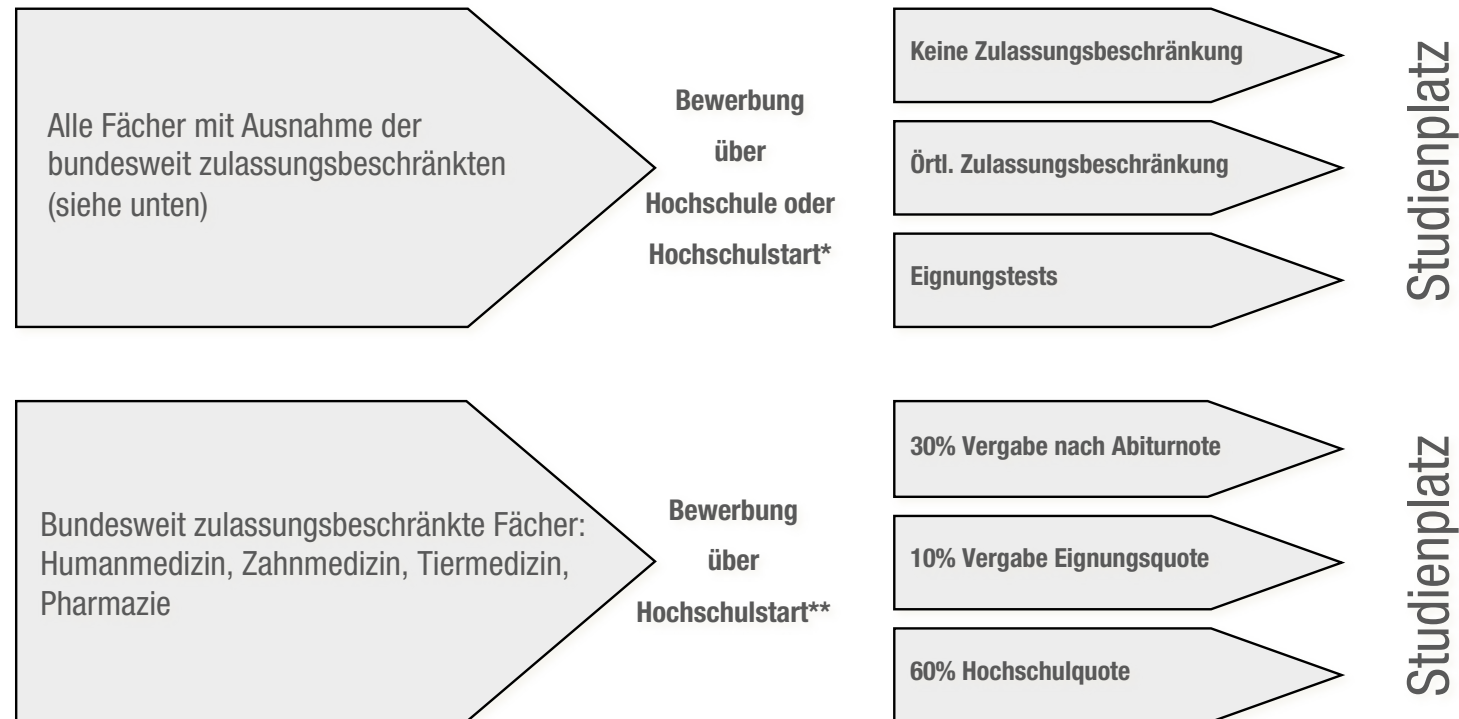 Alle Fächer mit Ausnahme der
bundesweit zulassungsbeschränkten
(siehe unten)
Bewerbung
über
Hochschule oder
Hochschulstart*
Keine Zulassungsbeschränkung
Örtl. Zulassungsbeschränkung
Eignungstests
Studienplatz
Bundesweit zulassungsbeschränkte Fächer:
Humanmedizin, Zahnmedizin, Tiermedizin,
Pharmazie
Bewerbung
über
Hochschulstart**
30% Vergabe nach Abiturnote
10% Vergabe Eignungsquote
60% Hochschulquote
Studienplatz